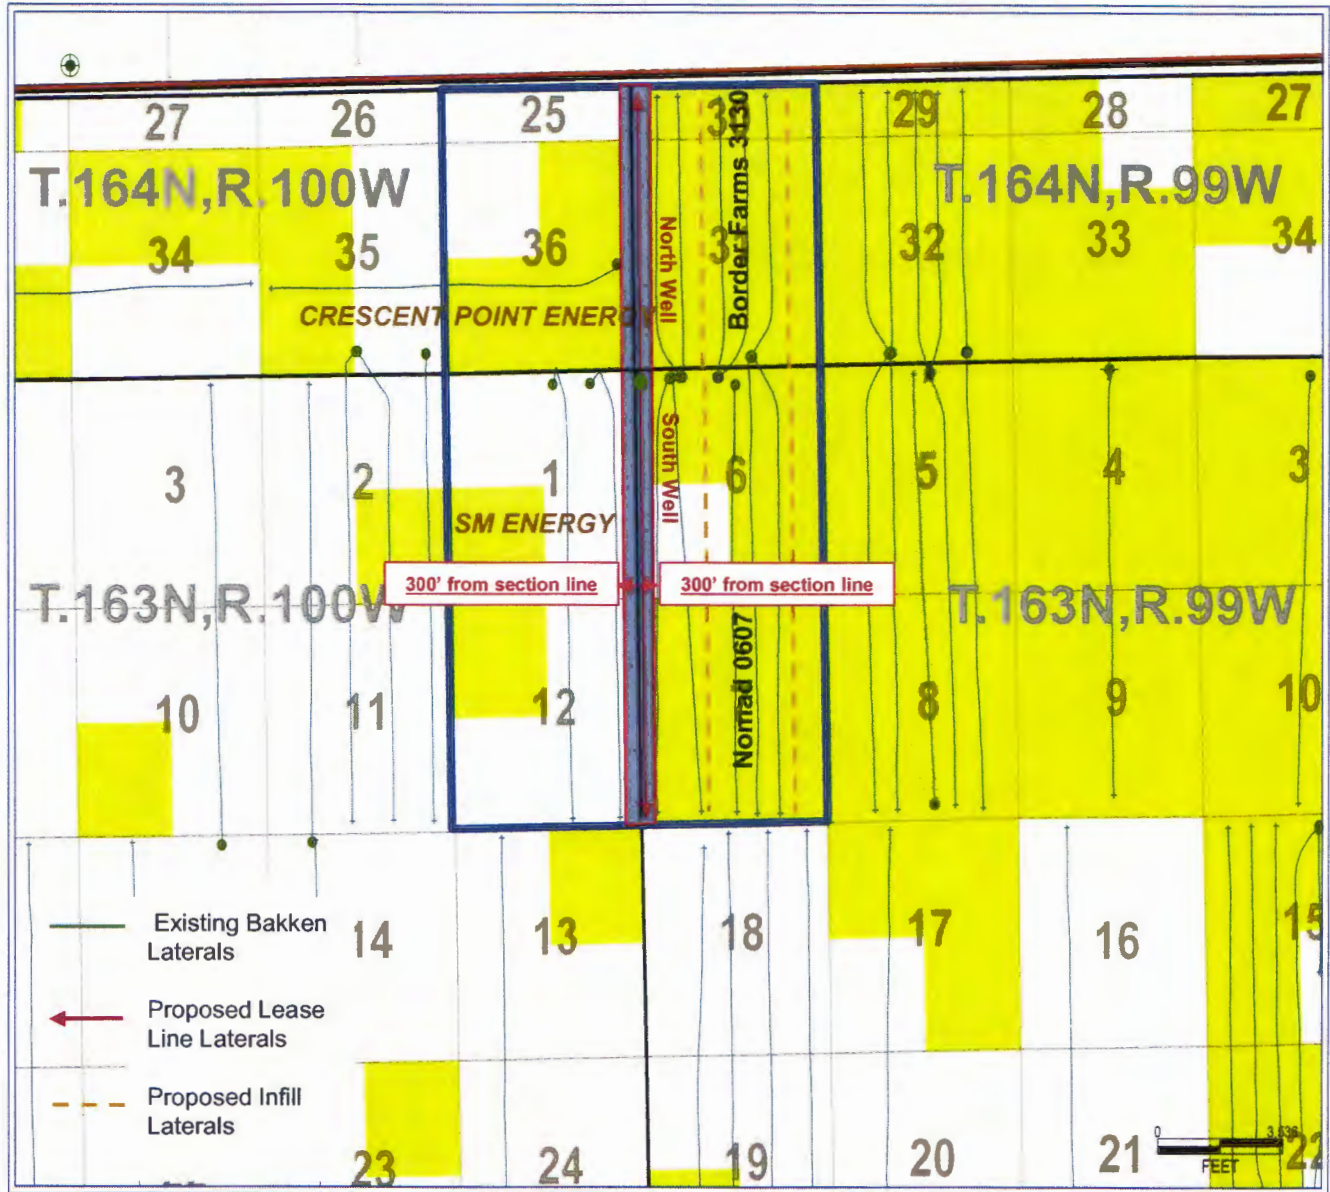 27 26 25 29 28 27
T.164N,R.100W
T.164N,R.99W
Border Farms 3130
North Well
34 35 36 32 33 34
CRESCENT POINT ENERGY
3 2 1 6 5 4 3
South Well
SM ENERGY
300' from section line
300' from section line
T.163N,R.100W
T.163N,R.99W
Nomad 0607
10 11 12 8 9 10
14 13 18 17 16 15
Existing Bakken
Laterals
Proposed Lease
Line Laterals
Proposed Infill
Laterals
23 24 19 20 21 22
0
FEET